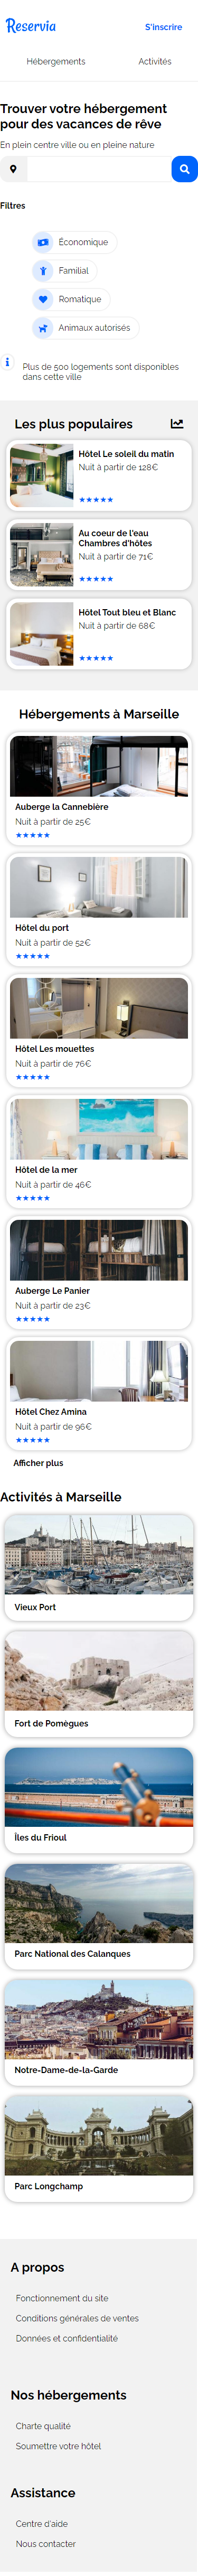 Reservia
S'inscrire
Hébergements
Activités
Trouver votre hébergement
pour des vacances de rêve
En plein centre ville ou en pleine nature
Filtres
Économique
Familial
Romatique
Animaux autorisés
Plus de 500 logements sont disponibles
dans cette ville
Les plus populaires
Hôtel Le soleil du matin
Nuit à partir de 128€
Au coeur de l'eau
Chambres d'hôtes
Nuit à partir de 71€
Hôtel Tout bleu et Blanc
Nuit à partir de 68€
Hébergements à Marseille
Auberge la Cannebière
Nuit à partir de 25€
Hôtel du port
Nuit à partir de 52€
Hôtel Les mouettes
Nuit à partir de 76€
Hôtel de la mer
Nuit à partir de 46€
Auberge Le Panier
Nuit à partir de 23€
Hôtel Chez Amina
Nuit à partir de 96€
Afficher plus
Activités à Marseille
Vieux Port
Fort de Pomègues
Îles du Frioul
Parc National des Calanques
Notre-Dame-de-la-Garde
Parc Longchamp
A propos
Fonctionnement du site
Conditions générales de ventes
Données et confidentialité
Nos hébergements
Charte qualité
Soumettre votre hôtel
Assistance
Centre d'aide
Nous contacter